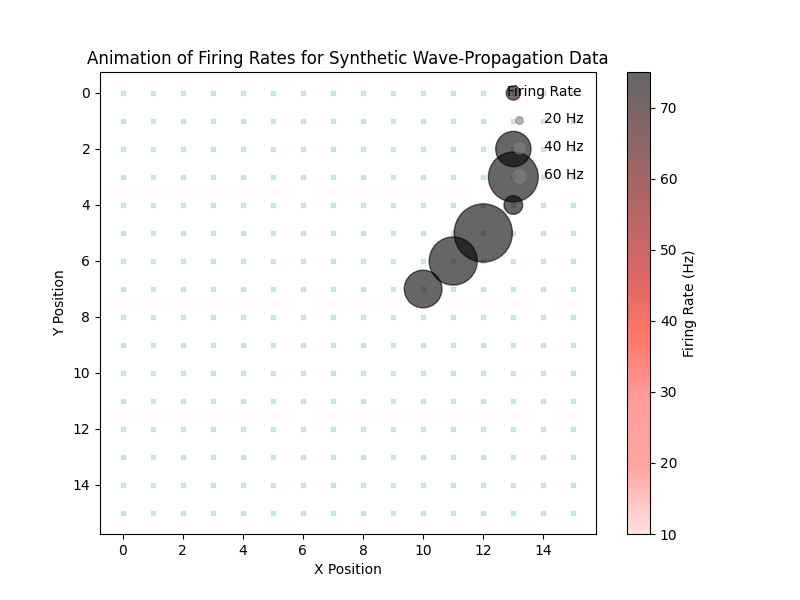 Animation of Firing Rates for Synthetic Wave-Propagation Data
Firing Rate
20 Hz
40 Hz
60 Hz
0
2
4
6
8
10
12
14
Y Position
0 2 4 6 8 10 12 14
X Position
70
60
50
40
30
20
10
Firing Rate (Hz)